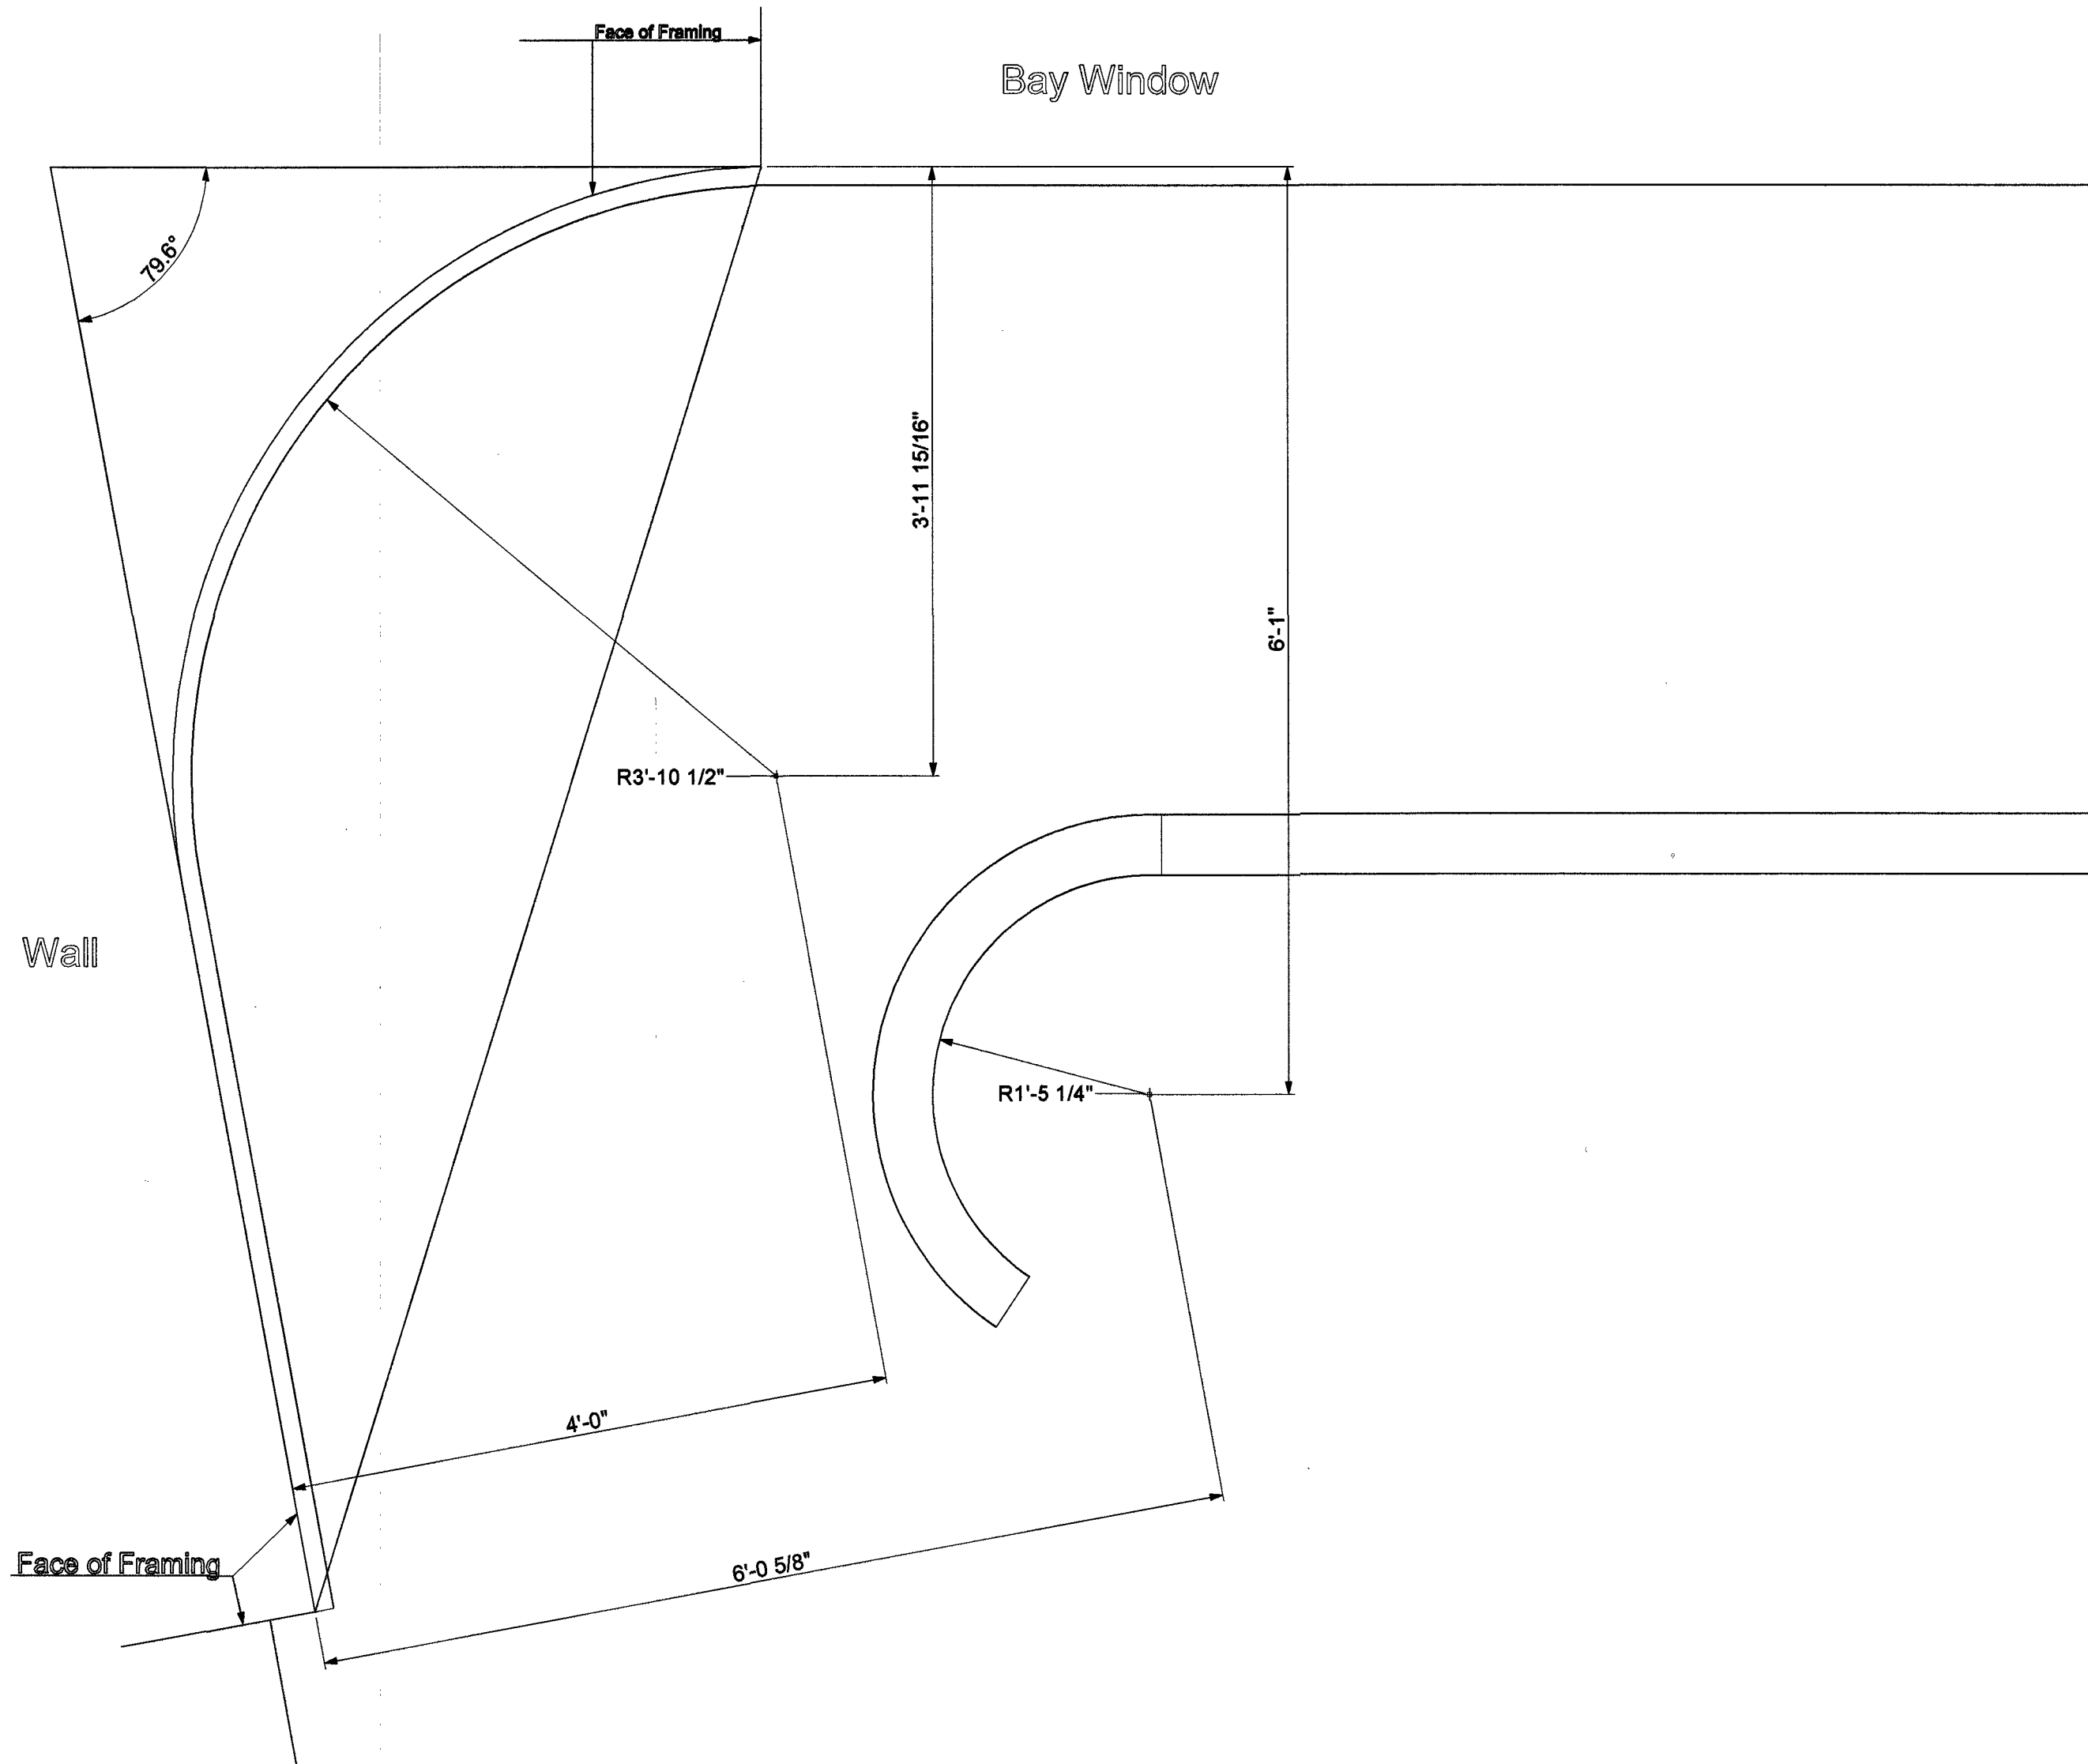 Face of Framing
Bay Window
79.6°
3'-11 15/16"
6'-1"
R3'-10 1/2"
Wall
R1'-5 1/4"
4'-0"
Face of Framing
6'-0 5/8"